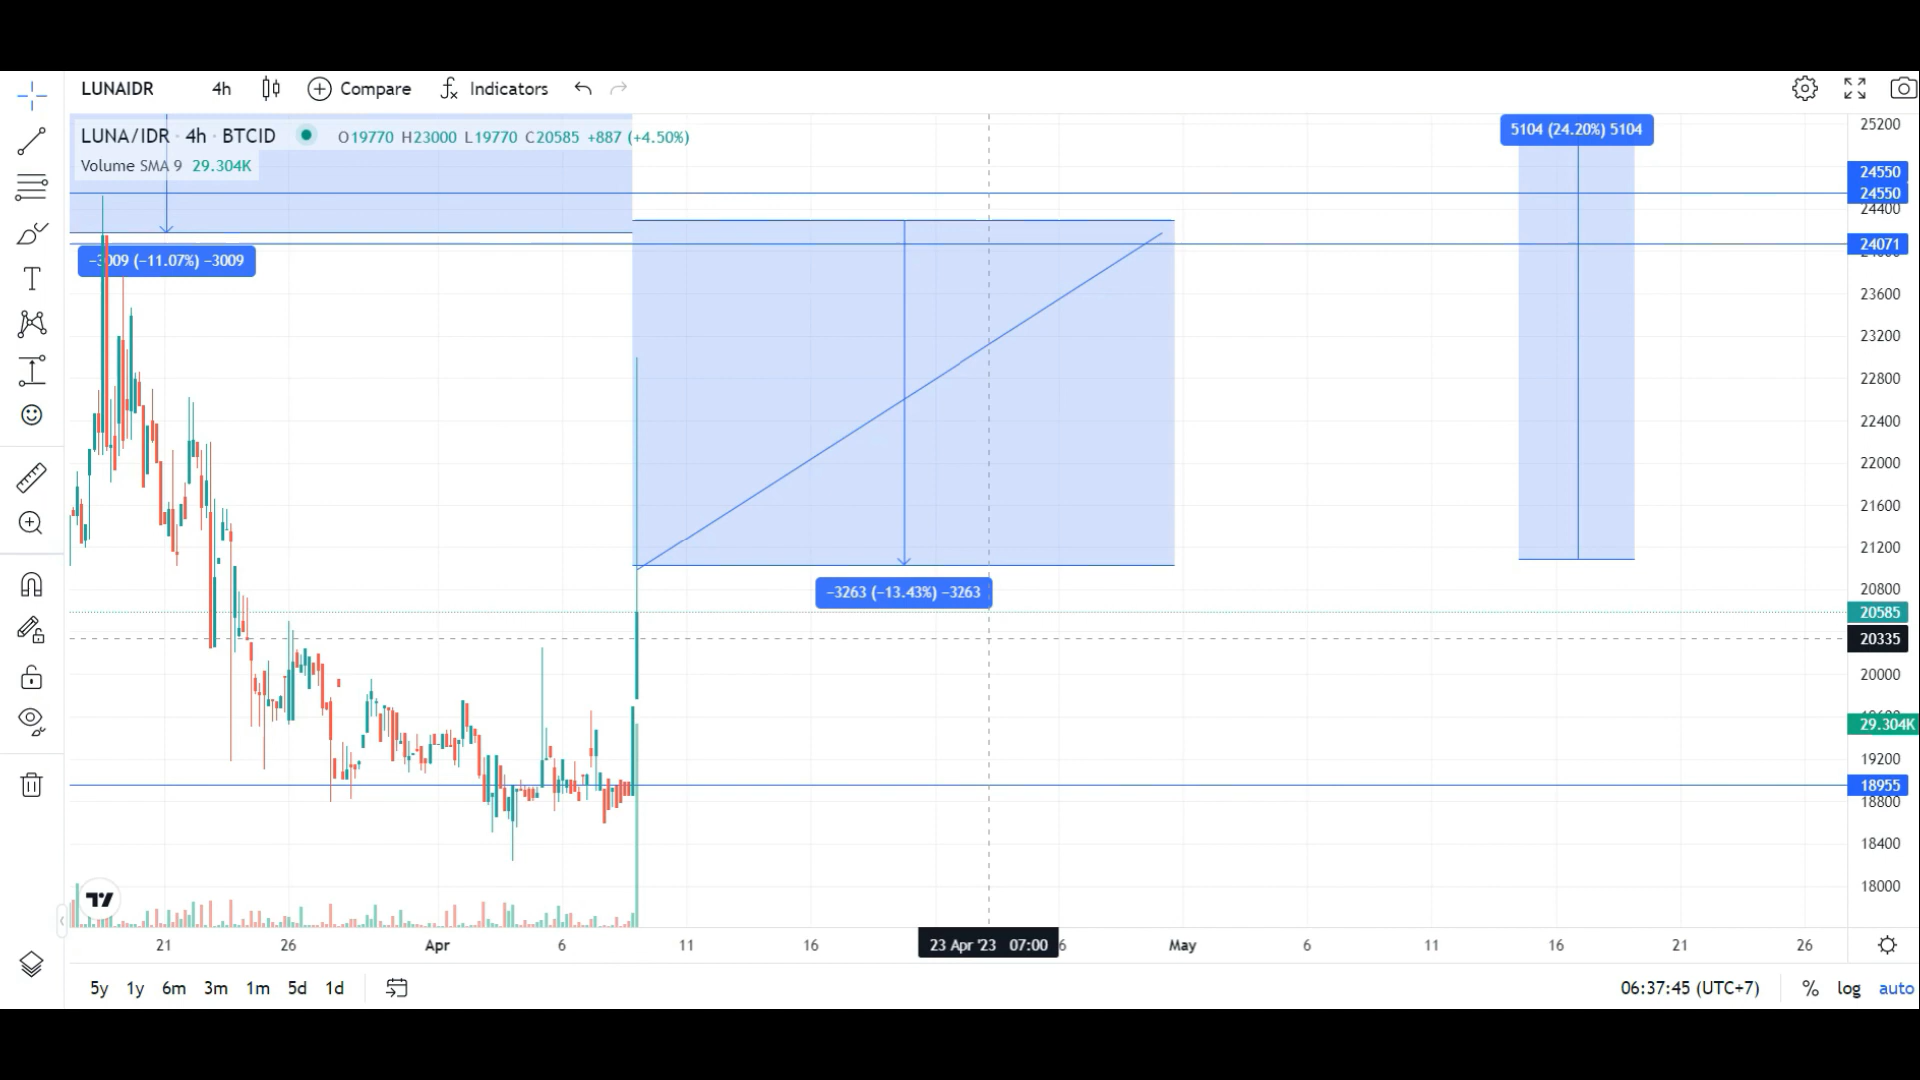 LUNAIDR 4h Compare Indicators
LUNA/IDR · 4h · BTCID O19770 H23000 L19770 C20585 +887 (+4.50%)
Volume SMA 9 29.304K
5104 (24.20%) 5104
−3009 (−11.07%) −3009
−3263 (−13.43%) −3263
25200
24550
24550
24400
24071
23600
23200
22800
22400
22000
21600
21200
20800
20585
20335
20000
29.304K
19200
18955
18800
18400
18000
21 26 Apr 6 11 16 23 Apr '23 07:00 6 May 6 11 16 21 26
5y 1y 6m 3m 1m 5d 1d 06:37:45 (UTC+7) % log auto